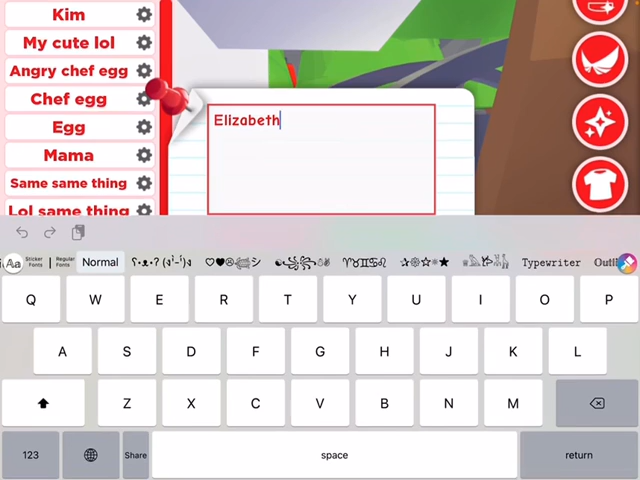 Kim
My cute lol
Angry chef egg
Chef egg
Egg
Mama
Same same thing
Lol same thing
Elizabeth
Aa Sticker Fonts | Regular Fonts Normal Typewriter
Q W E R T Y U I O P
A S D F G H J K L
Z X C V B N M
123 Share space return